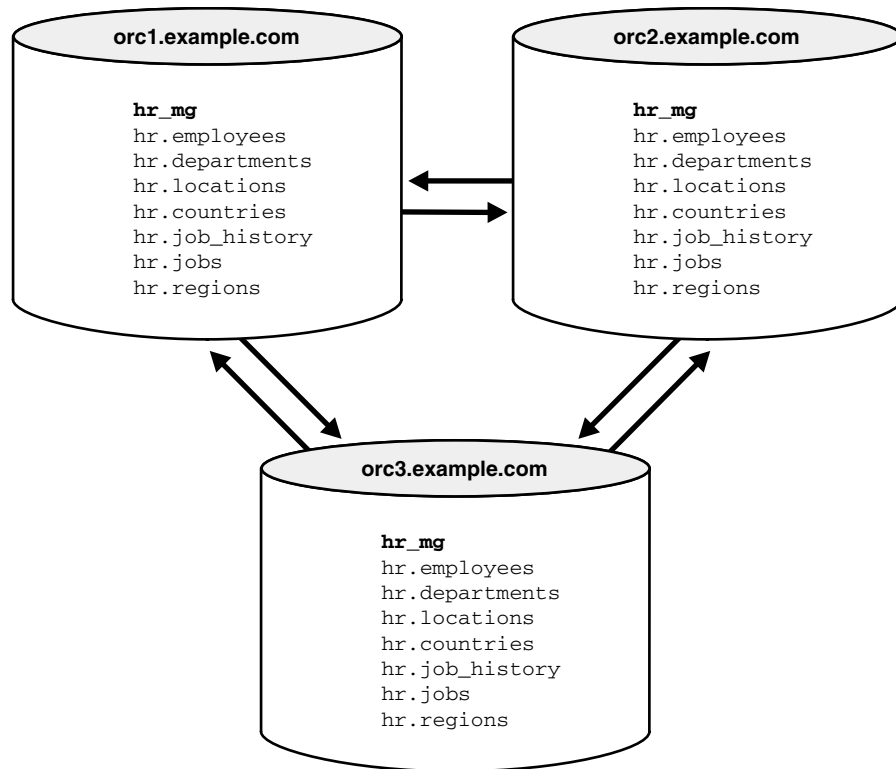 orc1.example.com
hr_mg
hr.employees
hr.departments
hr.locations
hr.countries
hr.job_history
hr.jobs
hr.regions
orc2.example.com
hr_mg
hr.employees
hr.departments
hr.locations
hr.countries
hr.job_history
hr.jobs
hr.regions
orc3.example.com
hr_mg
hr.employees
hr.departments
hr.locations
hr.countries
hr.job_history
hr.jobs
hr.regions